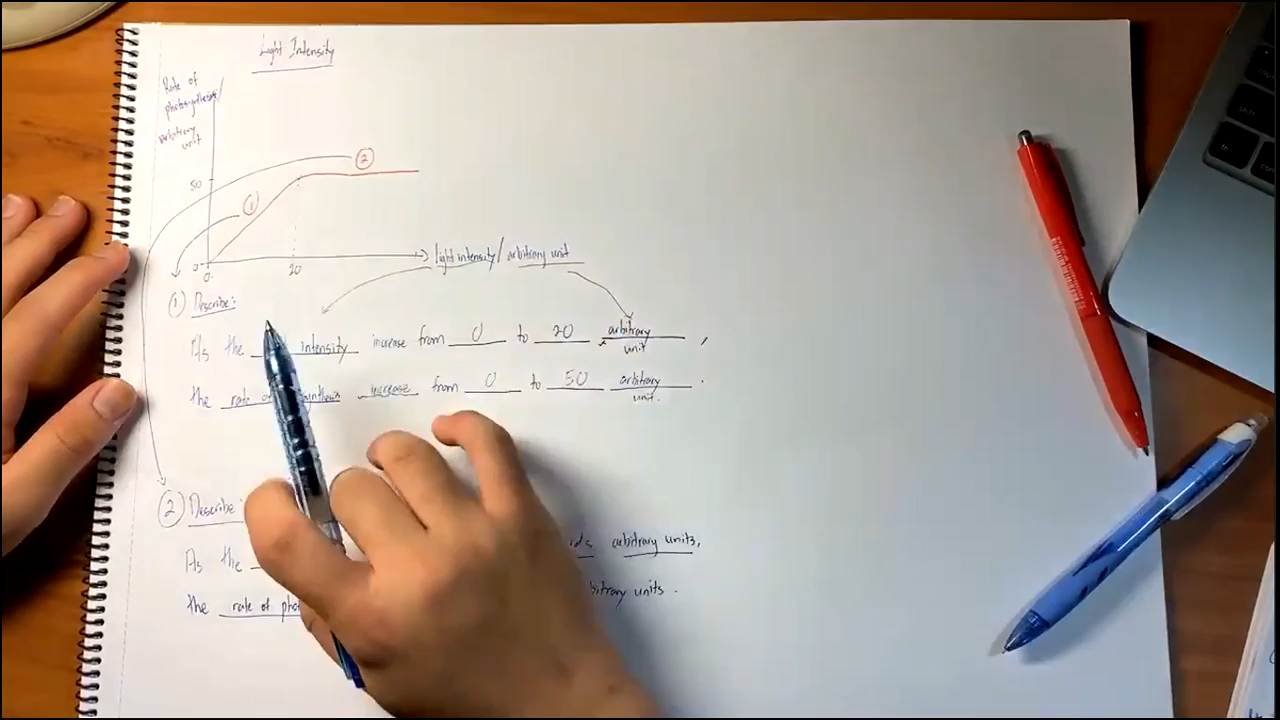 Light Intensity
Rate of
photosynthesis/
arbitrary
unit
50
②
①
0
0
20
light intensity/arbitrary unit
① Describe:
As the intensity increase from 0 to 20 arbitrary unit,
the rate of increase from 0 to 50 arbitrary unit.
② Describe:
As the arbitrary units,
the rate of units.
fn
shift